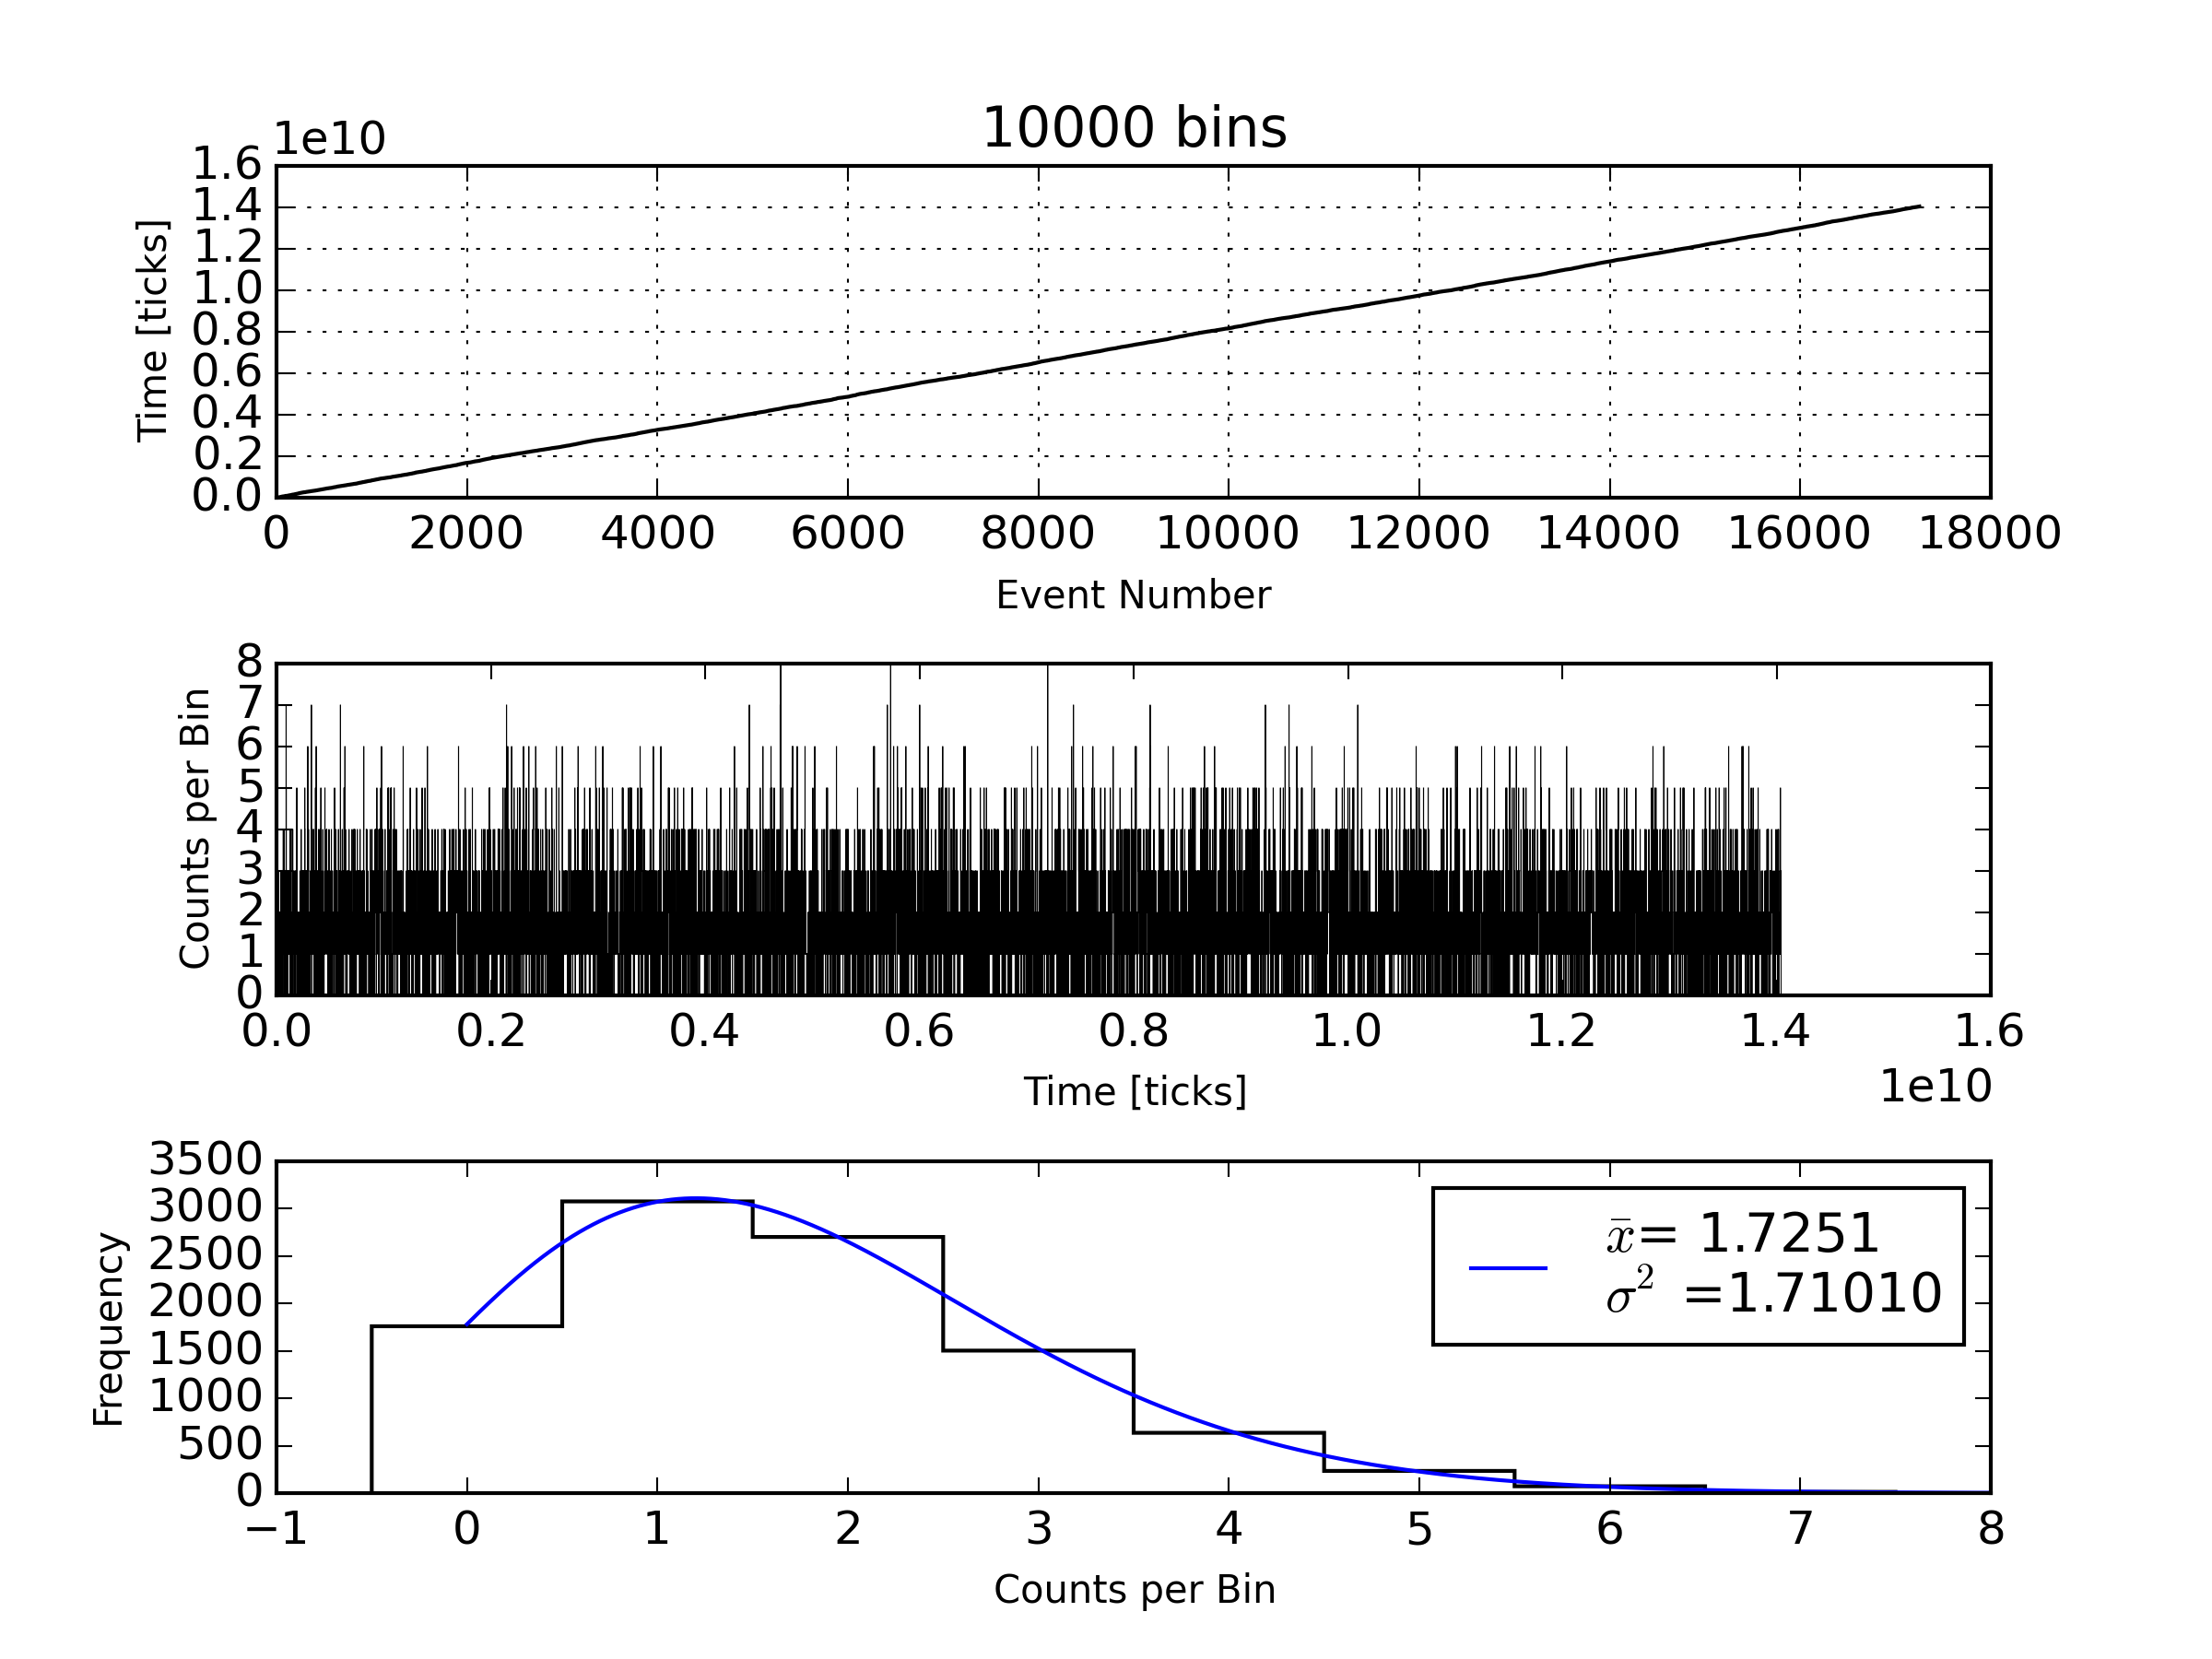 10000 bins
1e10
1.6
1.4
1.2
1.0
0.8
0.6
0.4
0.2
0.0
Time [ticks]
0 2000 4000 6000 8000 10000 12000 14000 16000 18000
Event Number
8
7
6
5
4
3
2
1
0
Counts per Bin
0.0 0.2 0.4 0.6 0.8 1.0 1.2 1.4 1.6
Time [ticks]
1e10
3500
3000
2500
2000
1500
1000
500
0
Frequency
x̄= 1.7251
σ² =1.71010
−1 0 1 2 3 4 5 6 7 8
Counts per Bin